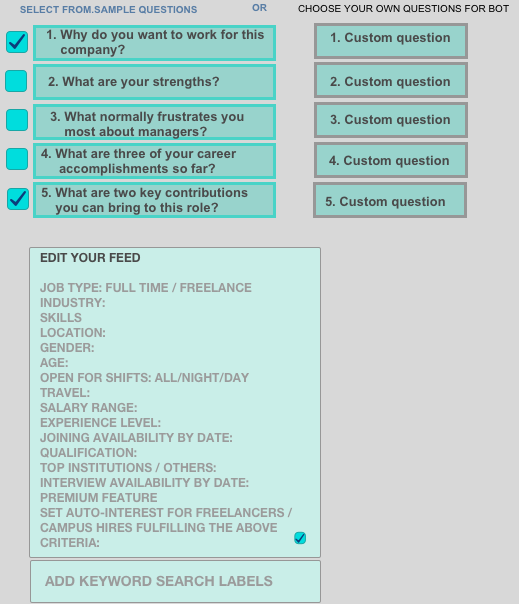 SELECT FROM.SAMPLE QUESTIONS OR CHOOSE YOUR OWN QUESTIONS FOR BOT
1. Why do you want to work for this
company?
2. What are your strengths?
3. What normally frustrates you
most about managers?
4. What are three of your career
accomplishments so far?
5. What are two key contributions
you can bring to this role?
1. Custom question
2. Custom question
3. Custom question
4. Custom question
5. Custom question
EDIT YOUR FEED
JOB TYPE: FULL TIME / FREELANCE
INDUSTRY:
SKILLS
LOCATION:
GENDER:
AGE:
OPEN FOR SHIFTS: ALL/NIGHT/DAY
TRAVEL:
SALARY RANGE:
EXPERIENCE LEVEL:
JOINING AVAILABILITY BY DATE:
QUALIFICATION:
TOP INSTITUTIONS / OTHERS:
INTERVIEW AVAILABILITY BY DATE:
PREMIUM FEATURE
SET AUTO-INTEREST FOR FREELANCERS /
CAMPUS HIRES FULFILLING THE ABOVE
CRITERIA:
ADD KEYWORD SEARCH LABELS